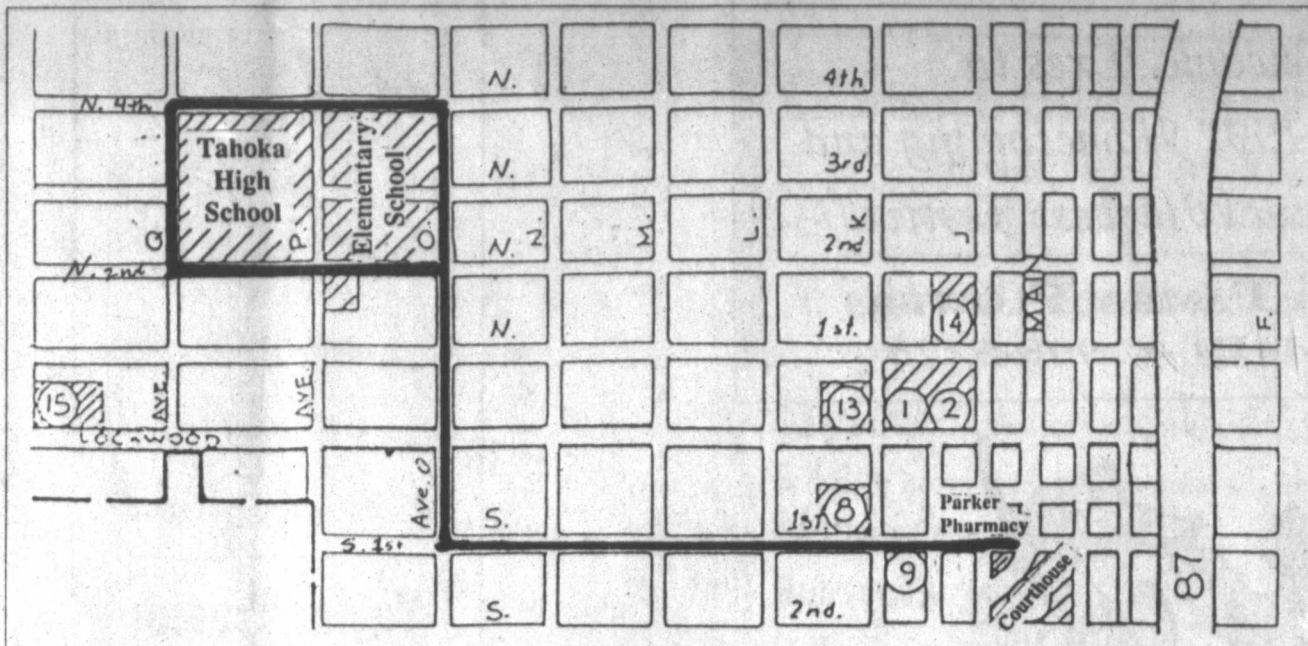 N. 4th
N.
4th
Tahoka
High
School
Elementary
School
N.
3rd
Q
P.
O.
N. 2nd
N.
Z
M.
L.
K
2nd
J
MAIN
N.
1st.
14
F.
15
AVE.
AVE.
13
1
2
LOCKWOOD
Ave. O
S.
1st
8
Parker
Pharmacy
S. 1st
9
Courthouse
S.
2nd.
87